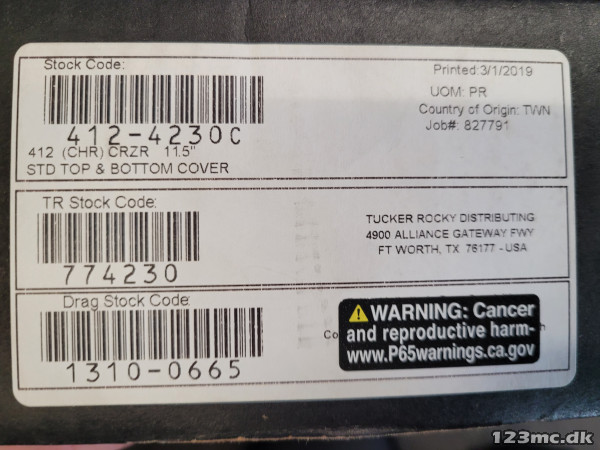 Stock Code:
Printed:3/1/2019
UOM: PR
Country of Origin: TWN
Job#: 827791
412-4230C
412 (CHR) CRZR 11.5"
STD TOP & BOTTOM COVER
TR Stock Code:
774230
TUCKER ROCKY DISTRIBUTING
4900 ALLIANCE GATEWAY FWY
FT WORTH, TX 76177 - USA
Drag Stock Code:
1310-0665
WARNING: Cancer
and reproductive harm-
www.P65warnings.ca.gov
123mc.dk